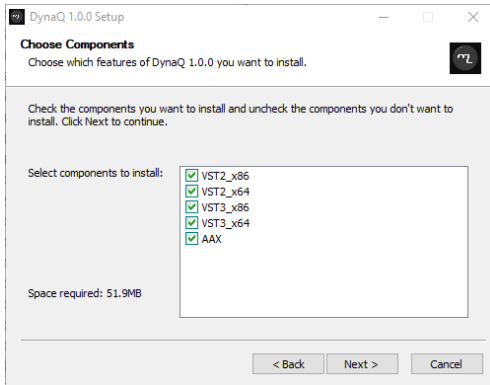 DynaQ 1.0.0 Setup
Choose Components
Choose which features of DynaQ 1.0.0 you want to install.
Check the components you want to install and uncheck the components you don't want to
install. Click Next to continue.
Select components to install:
VST2_x86
VST2_x64
VST3_x86
VST3_x64
AAX
Space required: 51.9MB
< Back
Next >
Cancel